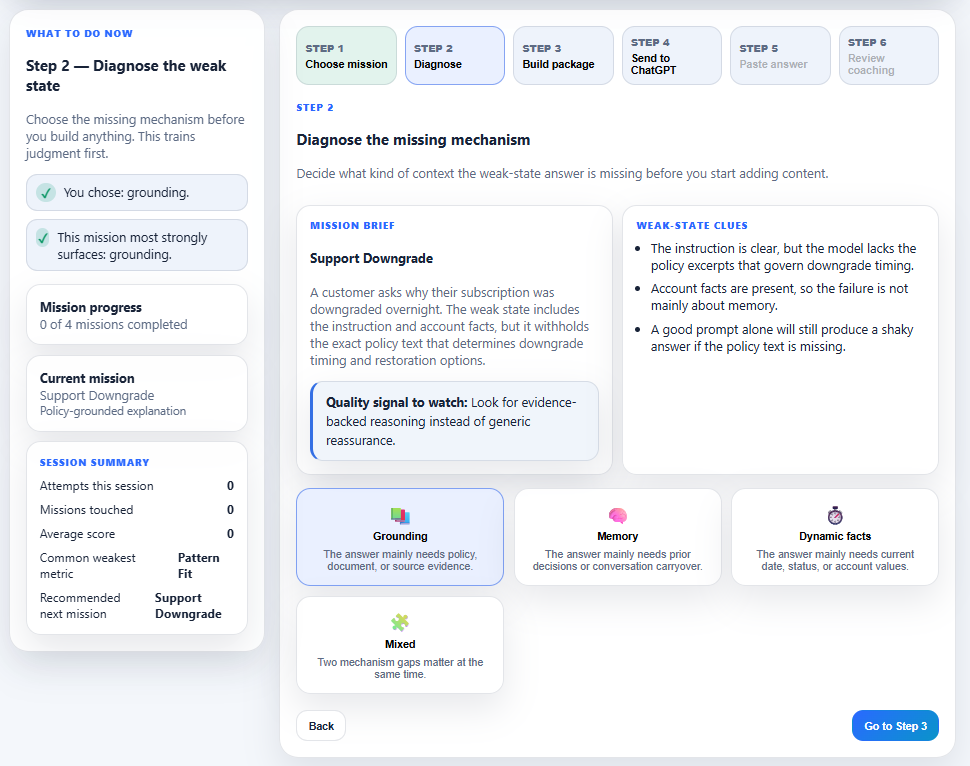 WHAT TO DO NOW
Step 2 — Diagnose the weak
state
Choose the missing mechanism before
you build anything. This trains
judgment first.
You chose: grounding.
This mission most strongly
surfaces: grounding.
Mission progress
0 of 4 missions completed
Current mission
Support Downgrade
Policy-grounded explanation
SESSION SUMMARY
Attempts this session 0
Missions touched 0
Average score 0
Common weakest Pattern
metric Fit
Recommended Support
next mission Downgrade
STEP 1
Choose mission
STEP 2
Diagnose
STEP 3
Build package
STEP 4
Send to
ChatGPT
STEP 5
Paste answer
STEP 6
Review
coaching
STEP 2
Diagnose the missing mechanism
Decide what kind of context the weak-state answer is missing before you start adding content.
MISSION BRIEF
Support Downgrade
A customer asks why their subscription was
downgraded overnight. The weak state includes
the instruction and account facts, but it withholds
the exact policy text that determines downgrade
timing and restoration options.
Quality signal to watch: Look for evidence-
backed reasoning instead of generic
reassurance.
WEAK-STATE CLUES
The instruction is clear, but the model lacks the
policy excerpts that govern downgrade timing.
Account facts are present, so the failure is not
mainly about memory.
A good prompt alone will still produce a shaky
answer if the policy text is missing.
Grounding
The answer mainly needs policy,
document, or source evidence.
Memory
The answer mainly needs prior
decisions or conversation carryover.
Dynamic facts
The answer mainly needs current
date, status, or account values.
Mixed
Two mechanism gaps matter at the
same time.
Back
Go to Step 3